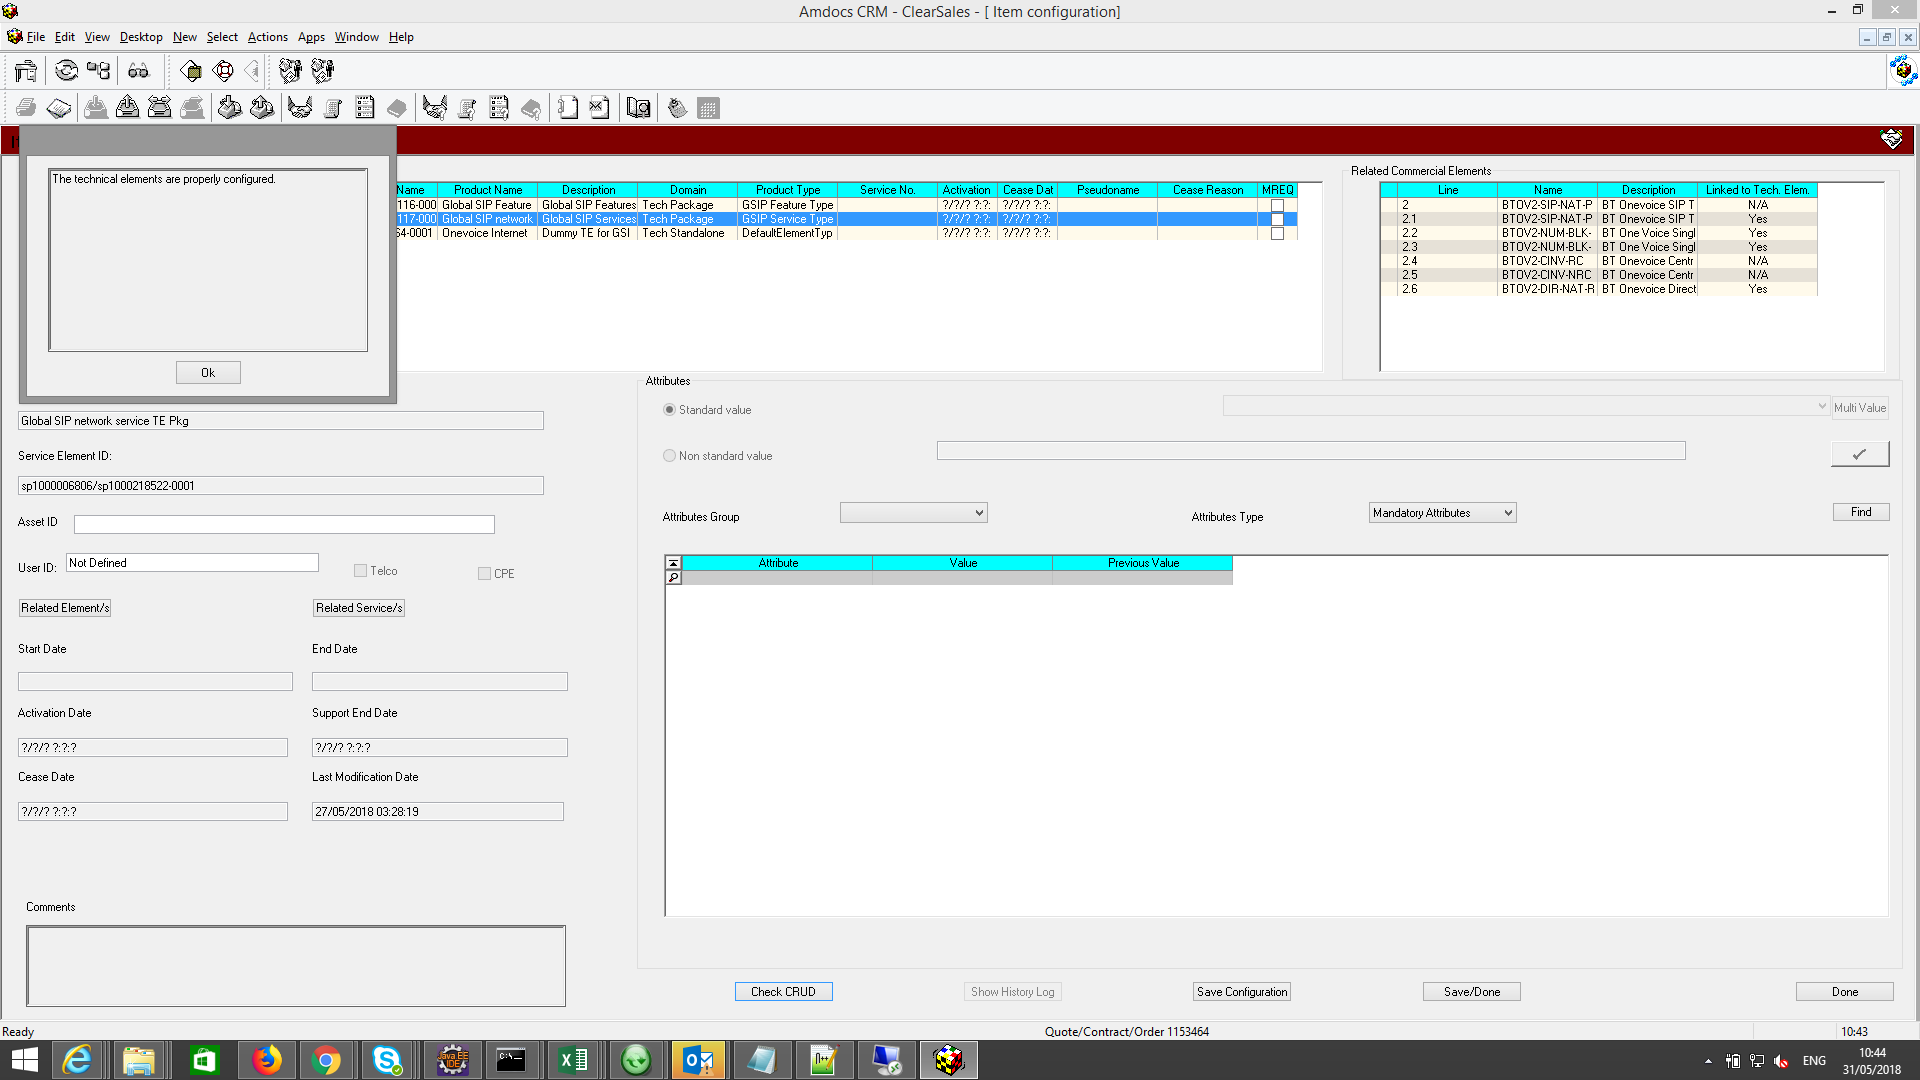 Amdocs CRM - ClearSales - [ Item configuration]
File Edit View Desktop New Select Actions Apps Window Help
The technical elements are properly configured.
Ok
Name Product Name Description Domain Product Type Service No. Activation Cease Dat Pseudoname Cease Reason MREQ
116-000 Global SIP Feature Global SIP Features Tech Package GSIP Feature Type ?/?/? ?:?: ?/?/? ?:?:
117-000 Global SIP network Global SIP Services Tech Package GSIP Service Type ?/?/? ?:?: ?/?/? ?:?:
64-0001 Onevoice Internet Dummy TE for GSI Tech Standalone DefaultElementTyp ?/?/? ?:?: ?/?/? ?:?:
Related Commercial Elements
Line Name Description Linked to Tech. Elem.
2 BTOV2-SIP-NAT-P BT Onevoice SIP T N/A
2.1 BTOV2-SIP-NAT-P BT Onevoice SIP T Yes
2.2 BTOV2-NUM-BLK- BT One Voice Singl Yes
2.3 BTOV2-NUM-BLK- BT One Voice Singl Yes
2.4 BTOV2-CINV-RC BT Onevoice Centr N/A
2.5 BTOV2-CINV-NRC BT Onevoice Centr N/A
2.6 BTOV2-DIR-NAT-R BT Onevoice Direct Yes
Global SIP network service TE Pkg
Service Element ID:
sp1000006806/sp1000218522-0001
Asset ID
User ID: Not Defined
Telco
CPE
Related Element/s
Related Service/s
Start Date
End Date
Activation Date
Support End Date
?/?/? ?:?:?
?/?/? ?:?:?
Cease Date
Last Modification Date
?/?/? ?:?:?
27/05/2018 03:28:19
Comments
Attributes
Standard value
Multi Value
Non standard value
Attributes Group
Attributes Type
Mandatory Attributes
Find
Attribute Value Previous Value
Check CRUD
Show History Log
Save Configuration
Save/Done
Done
Ready
Quote/Contract/Order 1153464
10:43
Java EE
IDE
ENG
10:44
31/05/2018